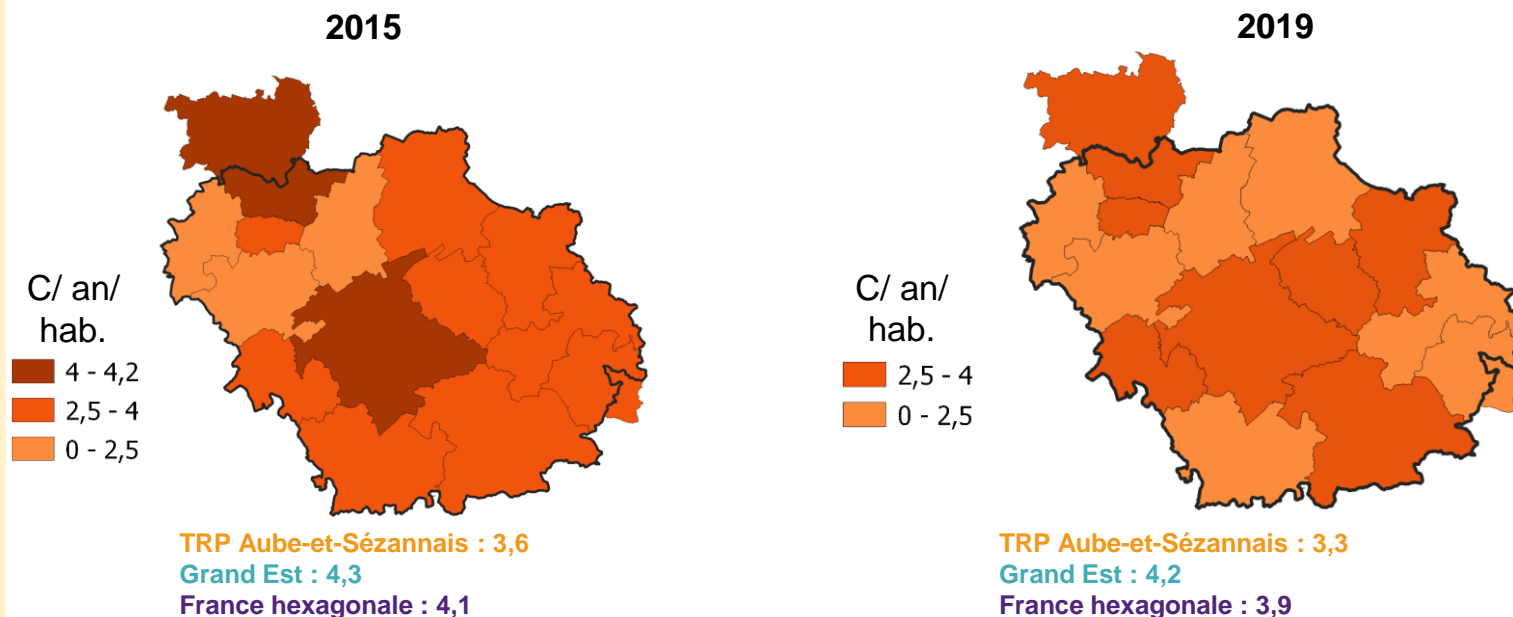 2015
C/ an/
hab.
4 - 4,2
2,5 - 4
0 - 2,5
TRP Aube-et-Sézannais : 3,6
Grand Est : 4,3
France hexagonale : 4,1
2019
C/ an/
hab.
2,5 - 4
0 - 2,5
TRP Aube-et-Sézannais : 3,3
Grand Est : 4,2
France hexagonale : 3,9